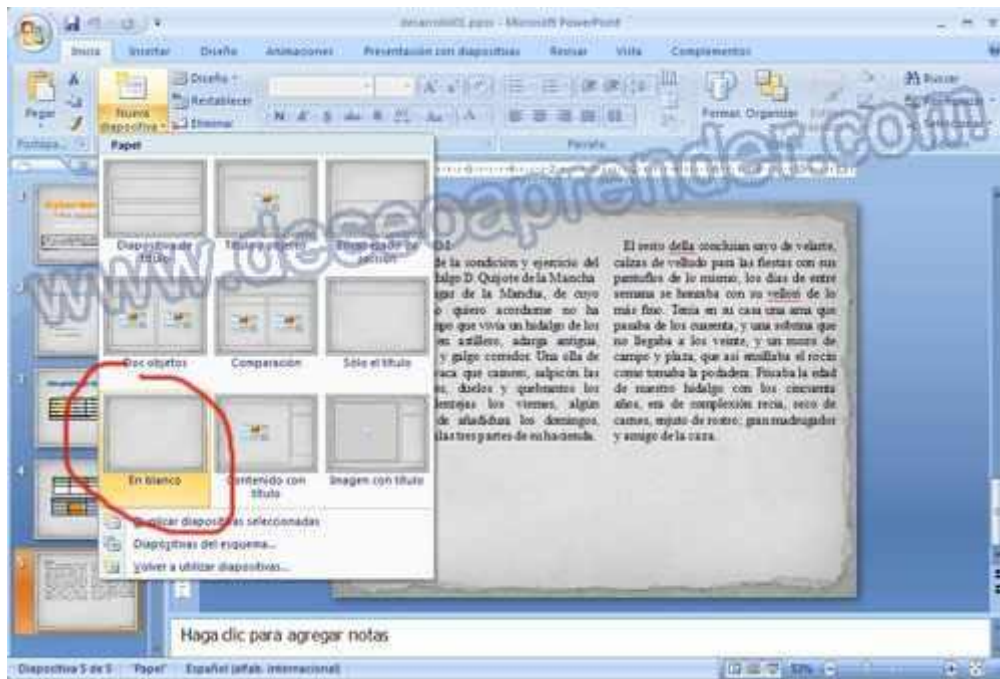 desarrollo01.pptx - Microsoft PowerPoint
Inicio Insertar Diseño Animaciones Presentación con diapositivas Revisar Vista Complementos
Pegar Nueva diapositiva Diseño Restablecer Eliminar
Formas Organizar Buscar
Párrafo
Papel
www.deseoaprender.com
Diapositiva de título Título y objetos Encabezado de sección
Dos objetos Comparación Sólo el título
En blanco Contenido con título Imagen con título
Duplicar diapositivas seleccionadas
Diapositivas del esquema...
Volver a utilizar diapositivas...
de la condición y ejercicio del
hidalgo D. Quijote de la Mancha
de la Mancha, de cuyo
quiero acordarme no ha
que vivía un hidalgo de los
en astillero, adarga antigua,
y galgo corredor. Una olla de
vaca que carnero, salpicón las
duelos y quebrantos los
lentejas los viernes, algún
de añadidura los domingos,
las tres partes de su hacienda.
El resto della concluían sayo de velarte,
calzas de velludo para las fiestas con sus
pantuflos de lo mismo, los días de entre
semana se honraba con su vellori de lo
más fino. Tenía en su casa una ama que
pasaba de los cuarenta, y una sobrina que
no llegaba a los veinte, y un mozo de
campo y plaza, que así ensillaba el rocín
como tomaba la podadera. Frisaba la edad
de nuestro hidalgo con los cincuenta
años, era de complexión recia, seco de
carnes, enjuto de rostro; gran madrugador
y amigo de la caza.
Haga clic para agregar notas
Diapositiva 5 de 5 "Papel" Español (alfab. internacional) 53%